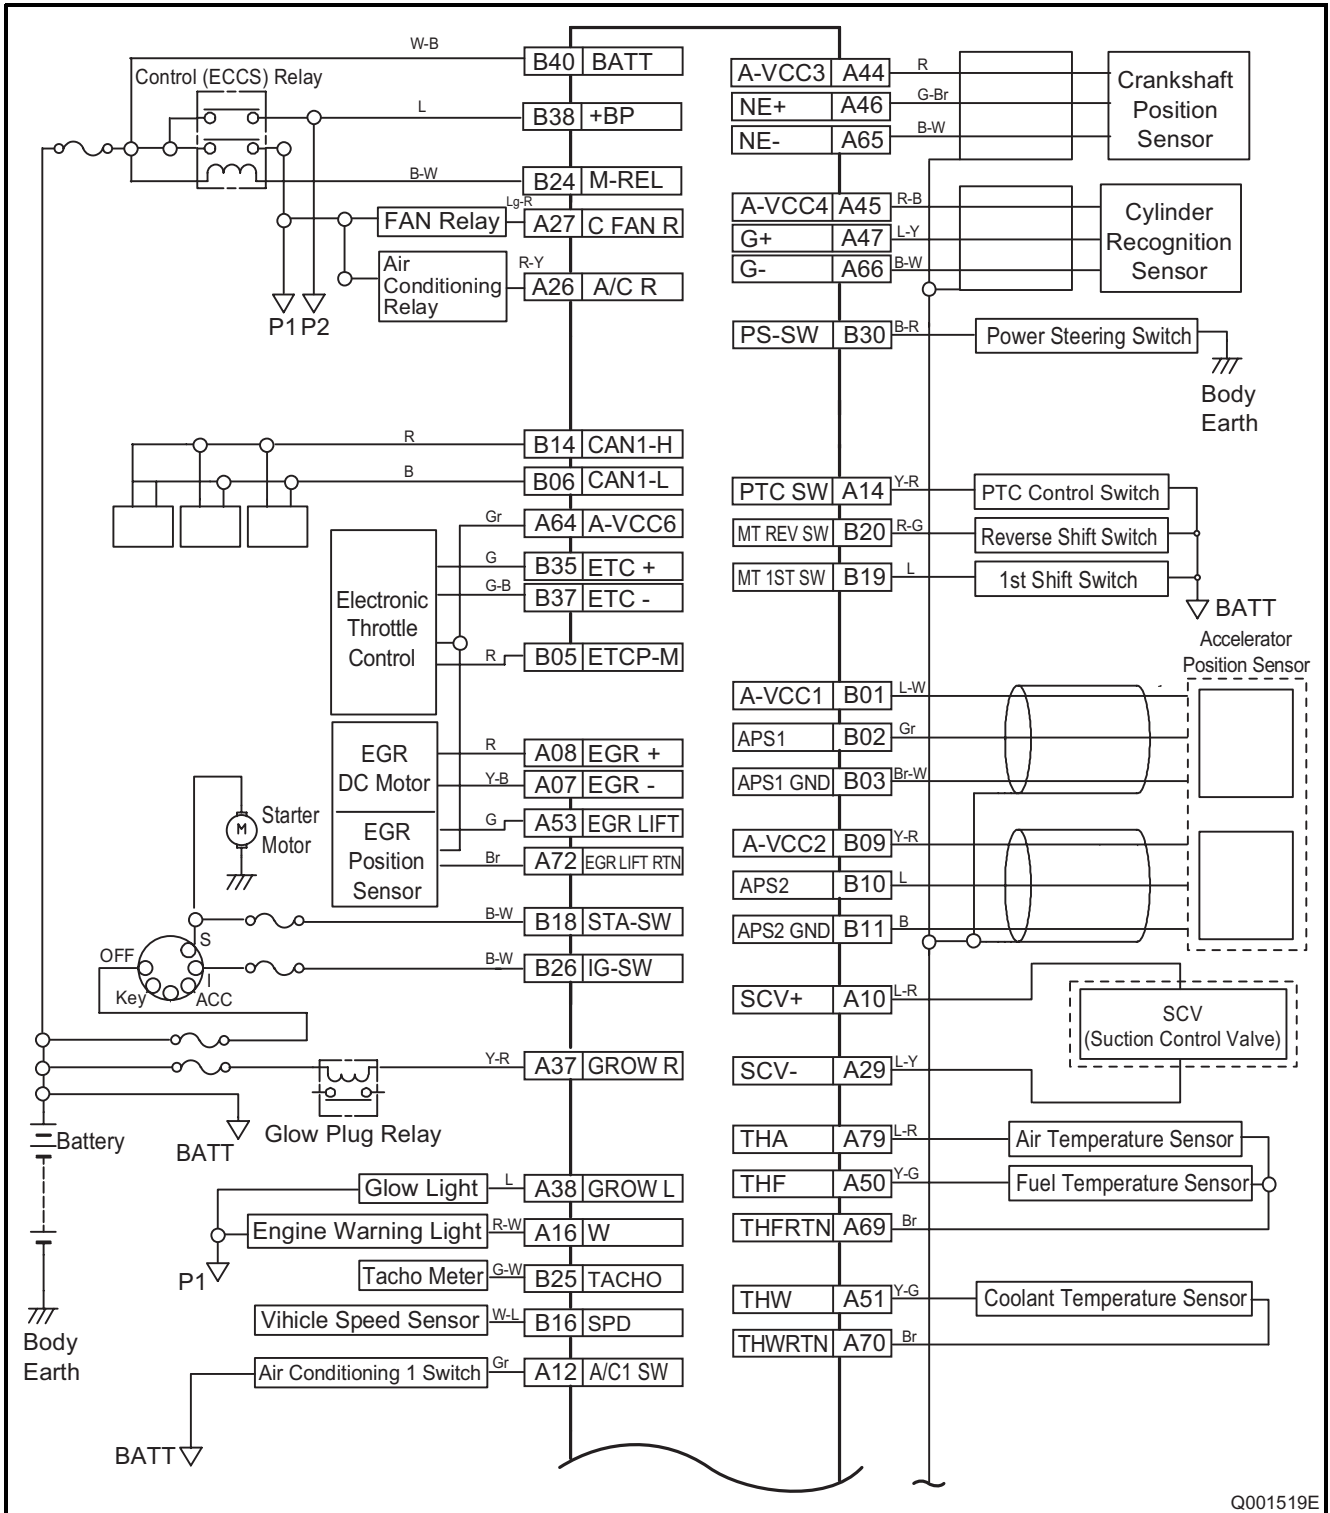 W-B
B40 BATT
Control (ECCS) Relay
L
B38 +BP
B-W
B24 M-REL
Lg-R
FAN Relay
A27 C FAN R
Air
Conditioning
Relay
R-Y
A26 A/C R
P1 P2
R
B14 CAN1-H
B
B06 CAN1-L
Gr
A64 A-VCC6
G
B35 ETC +
G-B
B37 ETC -
Electronic
Throttle
Control
R
B05 ETCP-M
EGR
DC Motor
R
A08 EGR +
Y-B
A07 EGR -
Starter
Motor
M
G
A53 EGR LIFT
EGR
Position
Sensor
Br
A72 EGR LIFT RTN
B-W
B18 STA-SW
S
OFF
I
Key
ACC
B-W
B26 IG-SW
Y-R
A37 GROW R
Glow Plug Relay
BATT
Battery
Glow Light
L
A38 GROW L
Engine Warning Light
R-W
A16 W
P1
Tacho Meter
G-W
B25 TACHO
Vihicle Speed Sensor
W-L
B16 SPD
Body
Earth
Air Conditioning 1 Switch
Gr
A12 A/C1 SW
BATT
A-VCC3 A44
R
NE+ A46
G-Br
NE- A65
B-W
Crankshaft
Position
Sensor
A-VCC4 A45
R-B
G+ A47
L-Y
G- A66
B-W
Cylinder
Recognition
Sensor
PS-SW B30
B-R
Power Steering Switch
Body
Earth
PTC SW A14
Y-R
PTC Control Switch
MT REV SW B20
R-G
Reverse Shift Switch
MT 1ST SW B19
L
1st Shift Switch
BATT
Accelerator
Position Sensor
A-VCC1 B01
L-W
APS1 B02
Gr
APS1 GND B03
Br-W
A-VCC2 B09
Y-R
APS2 B10
L
APS2 GND B11
B
SCV+ A10
L-R
SCV
(Suction Control Valve)
SCV- A29
L-Y
THA A79
L-R
Air Temperature Sensor
THF A50
Y-G
Fuel Temperature Sensor
THFRTN A69
Br
THW A51
Y-G
Coolant Temperature Sensor
THWRTN A70
Br
Q001519E